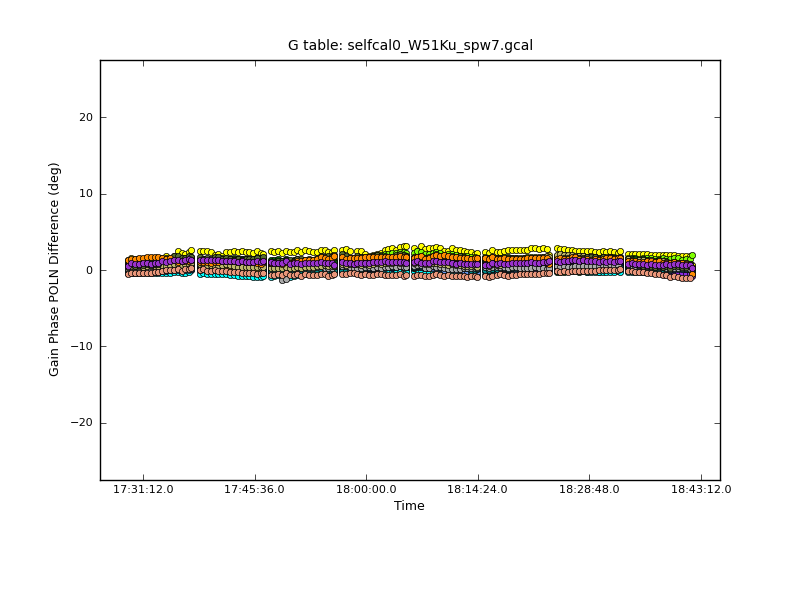 G table: selfcal0_W51Ku_spw7.gcal
Gain Phase POLN Difference (deg)
20
10
0
−10
−20
17:31:12.0 17:45:36.0 18:00:00.0 18:14:24.0 18:28:48.0 18:43:12.0
Time